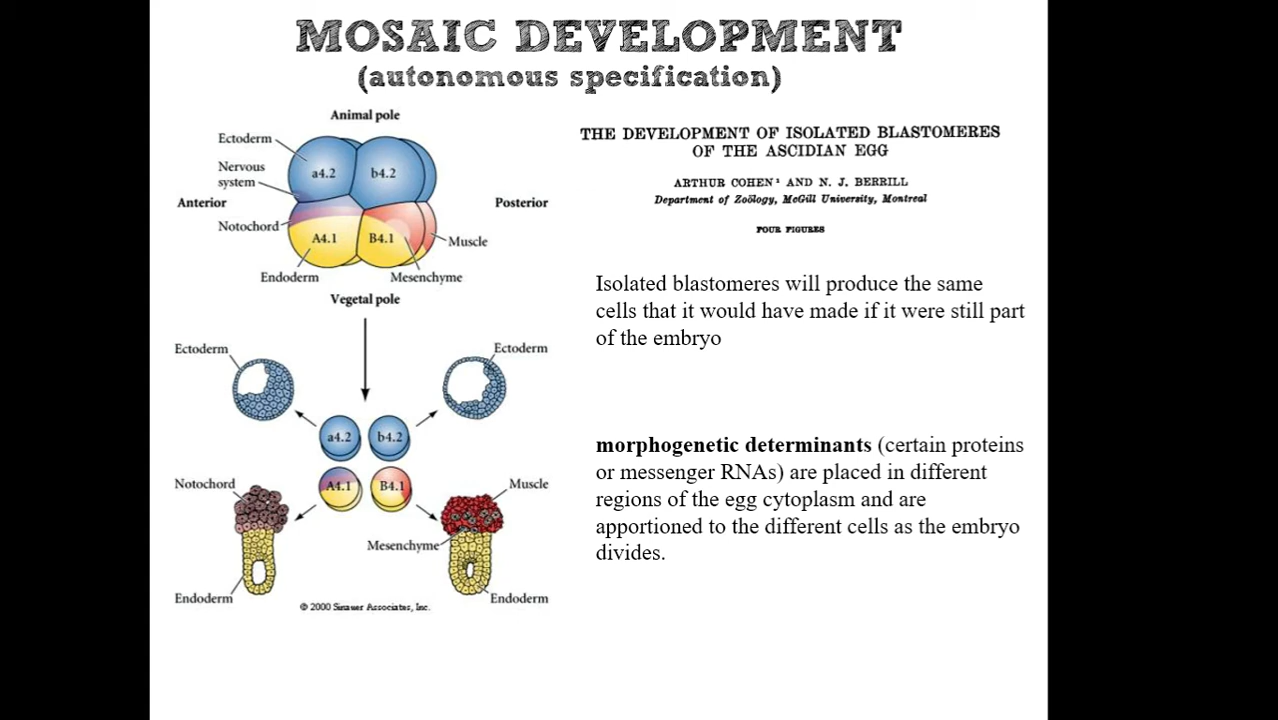 MOSAIC DEVELOPMENT
(autonomous specification)
Animal pole
Ectoderm
Nervous
system
a4.2
b4.2
Anterior
Posterior
Notochord
A4.1
B4.1
Muscle
Endoderm
Mesenchyme
Vegetal pole
Ectoderm
Ectoderm
a4.2
b4.2
Notochord
A4.1
B4.1
Muscle
Mesenchyme
Endoderm
Endoderm
© 2000 Sinauer Associates, Inc.
THE DEVELOPMENT OF ISOLATED BLASTOMERES
OF THE ASCIDIAN EGG
ARTHUR COHEN¹ AND N. J. BERRILL
Department of Zoölogy, McGill University, Montreal
FOUR FIGURES
Isolated blastomeres will produce the same
cells that it would have made if it were still part
of the embryo
morphogenetic determinants (certain proteins
or messenger RNAs) are placed in different
regions of the egg cytoplasm and are
apportioned to the different cells as the embryo
divides.